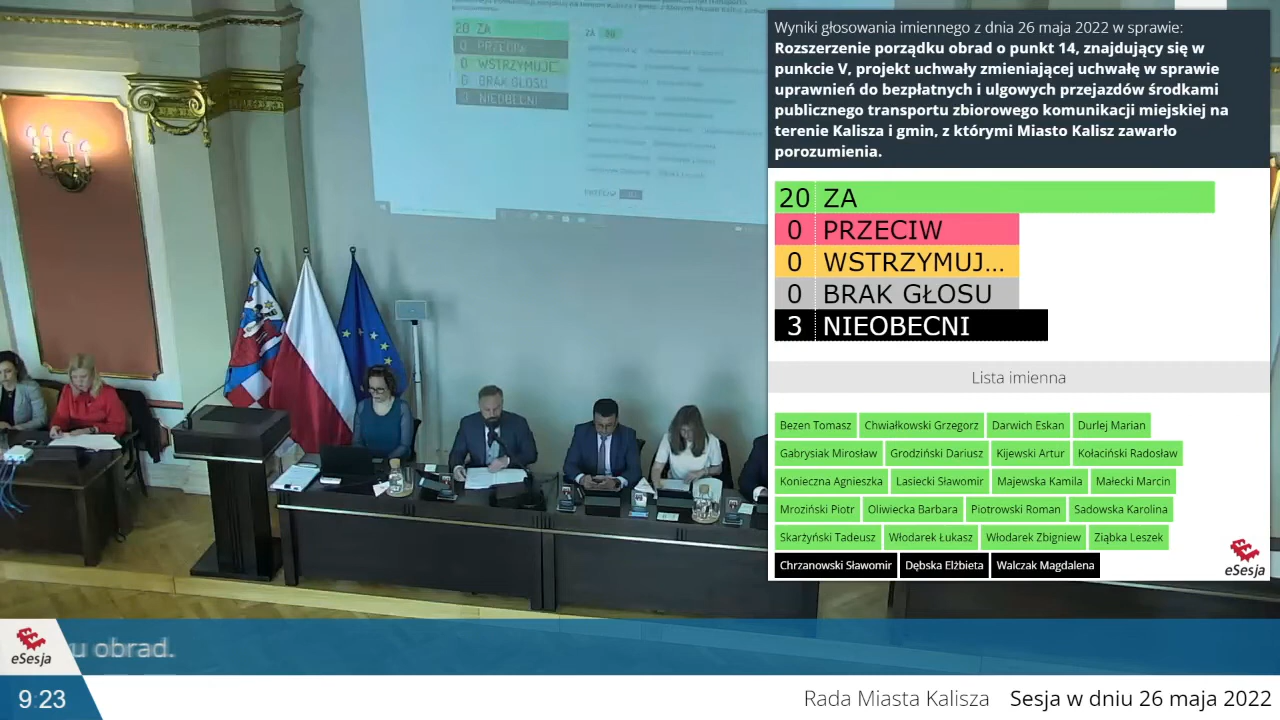 Wyniki głosowania imiennego z dnia 26 maja 2022 w sprawie:
Rozszerzenie porządku obrad o punkt 14, znajdujący się w
punkcie V, projekt uchwały zmieniającej uchwałę w sprawie
uprawnień do bezpłatnych i ulgowych przejazdów środkami
publicznego transportu zbiorowego komunikacji miejskiej na
terenie Kalisza i gmin, z którymi Miasto Kalisz zawarło
porozumienia.
20 ZA
0 PRZECIW
0 WSTRZYMUJ...
0 BRAK GŁOSU
3 NIEOBECNI
Lista imienna
Bezen Tomasz Chwiałkowski Grzegorz Darwich Eskan Durlej Marian
Gabrysiak Mirosław Grodziński Dariusz Kijewski Artur Kołaciński Radosław
Konieczna Agnieszka Lasiecki Sławomir Majewska Kamila Małecki Marcin
Mroziński Piotr Oliwiecka Barbara Piotrowski Roman Sadowska Karolina
Skarżyński Tadeusz Włodarek Łukasz Włodarek Zbigniew Ziąbka Leszek
Chrzanowski Sławomir Dębska Elżbieta Walczak Magdalena
eSesja
20 ZA
0 PRZECIW
0 WSTRZYMUJE...
0 BRAK GŁOSU
NIEOBECNI
u obrad.
eSesja
9:23
Rada Miasta Kalisza Sesja w dniu 26 maja 2022